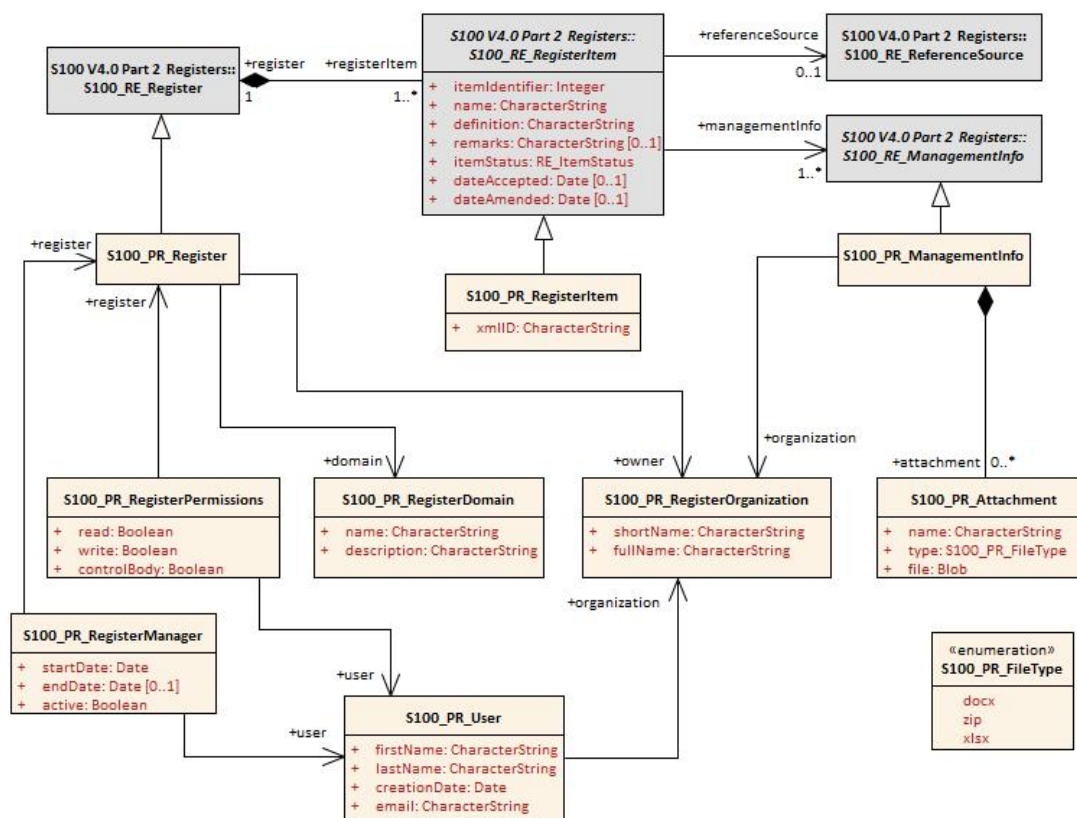 S100 V4.0 Part 2 Registers::
S100_RE_Register
+register
1
+registerItem
1..*
S100 V4.0 Part 2 Registers::
S100_RE_RegisterItem
+ itemIdentifier: Integer
+ name: CharacterString
+ definition: CharacterString
+ remarks: CharacterString [0..1]
+ itemStatus: RE_ItemStatus
+ dateAccepted: Date [0..1]
+ dateAmended: Date [0..1]
+referenceSource
0..1
S100 V4.0 Part 2 Registers::
S100_RE_ReferenceSource
+managementInfo
1..*
S100 V4.0 Part 2 Registers::
S100_RE_ManagementInfo
+register
S100_PR_Register
+register
S100_PR_RegisterItem
+ xmlID: CharacterString
S100_PR_ManagementInfo
+domain
+owner
+organization
+attachment
0..*
S100_PR_RegisterPermissions
+ read: Boolean
+ write: Boolean
+ controlBody: Boolean
S100_PR_RegisterDomain
+ name: CharacterString
+ description: CharacterString
S100_PR_RegisterOrganization
+ shortName: CharacterString
+ fullName: CharacterString
S100_PR_Attachment
+ name: CharacterString
+ type: S100_PR_FileType
+ file: Blob
+organization
S100_PR_RegisterManager
+ startDate: Date
+ endDate: Date [0..1]
+ active: Boolean
+user
+user
S100_PR_User
+ firstName: CharacterString
+ lastName: CharacterString
+ creationDate: Date
+ email: CharacterString
«enumeration»
S100_PR_FileType
docx
zip
xlsx